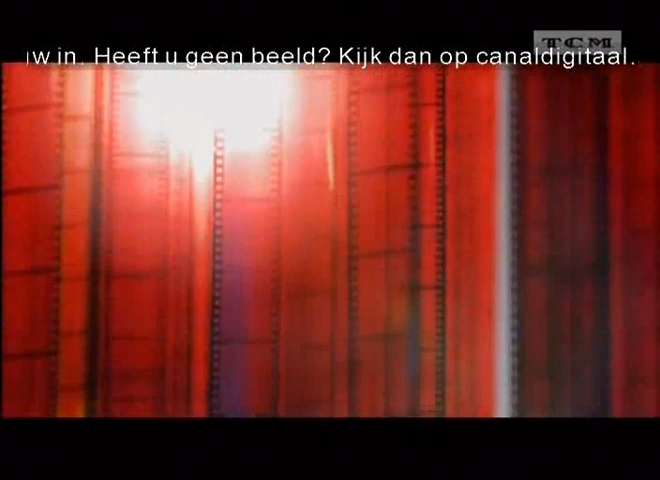 TCM
w in. Heeft u geen beeld? Kijk dan op canaldigitaal.